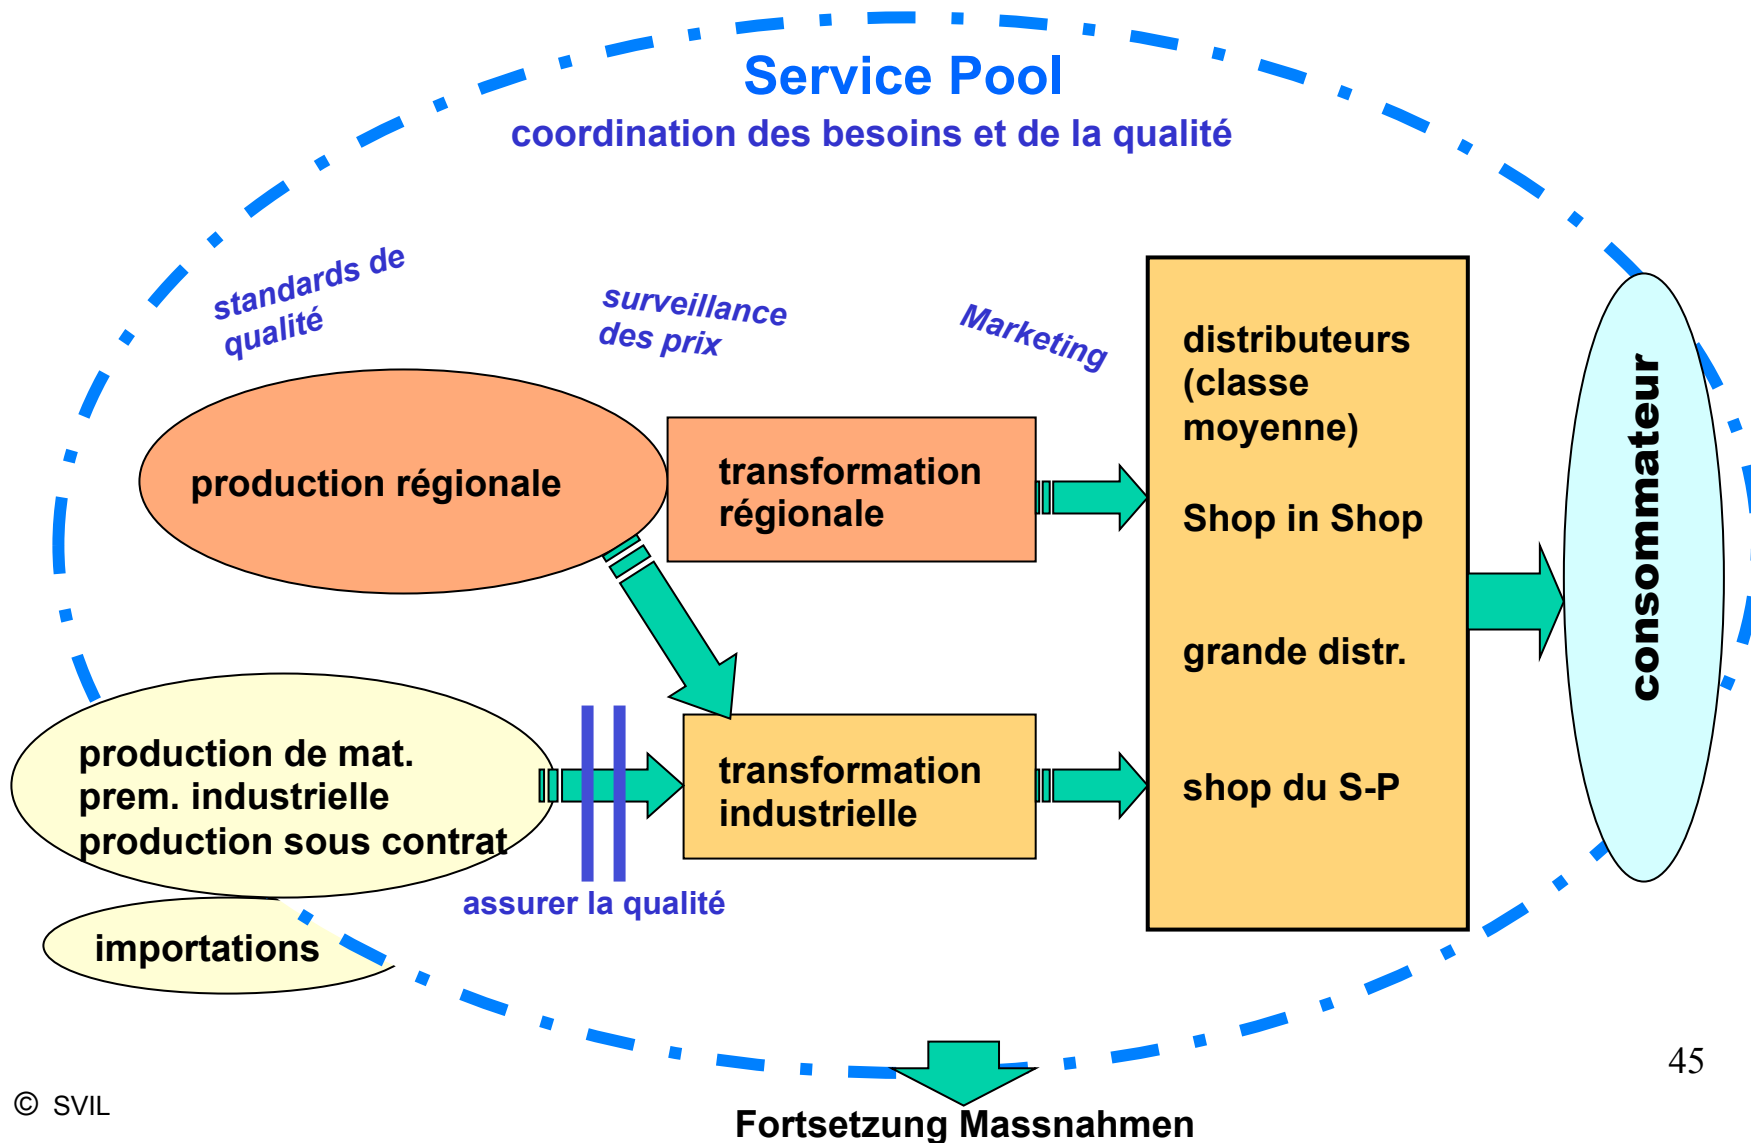 Service Pool
coordination des besoins et de la qualité
standards de
qualité
surveillance
des prix
Marketing
production régionale
transformation
régionale
distributeurs
(classe
moyenne)
Shop in Shop
grande distr.
shop du S-P
consommateur
production de mat.
prem. industrielle
production sous contrat
transformation
industrielle
assurer la qualité
importations
45
© SVIL
Fortsetzung Massnahmen